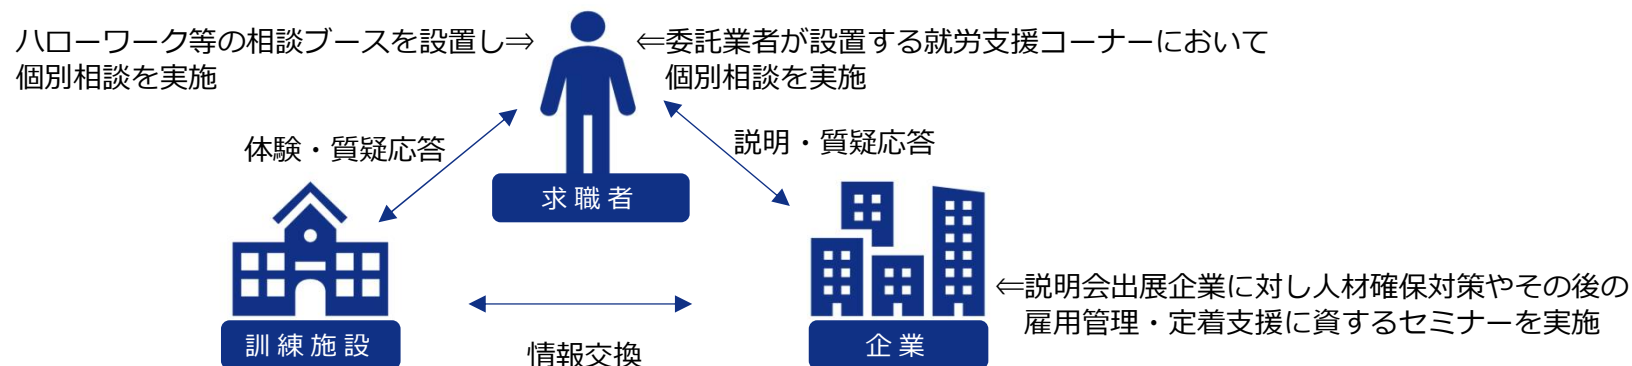 ハローワーク等の相談ブースを設置し⇒
個別相談を実施
⇐委託業者が設置する就労支援コーナーにおいて
個別相談を実施
体験・質疑応答
説明・質疑応答
求職者
⇐説明会出展企業に対し人材確保対策やその後の
雇用管理・定着支援に資するセミナーを実施
訓練施設
情報交換
企業